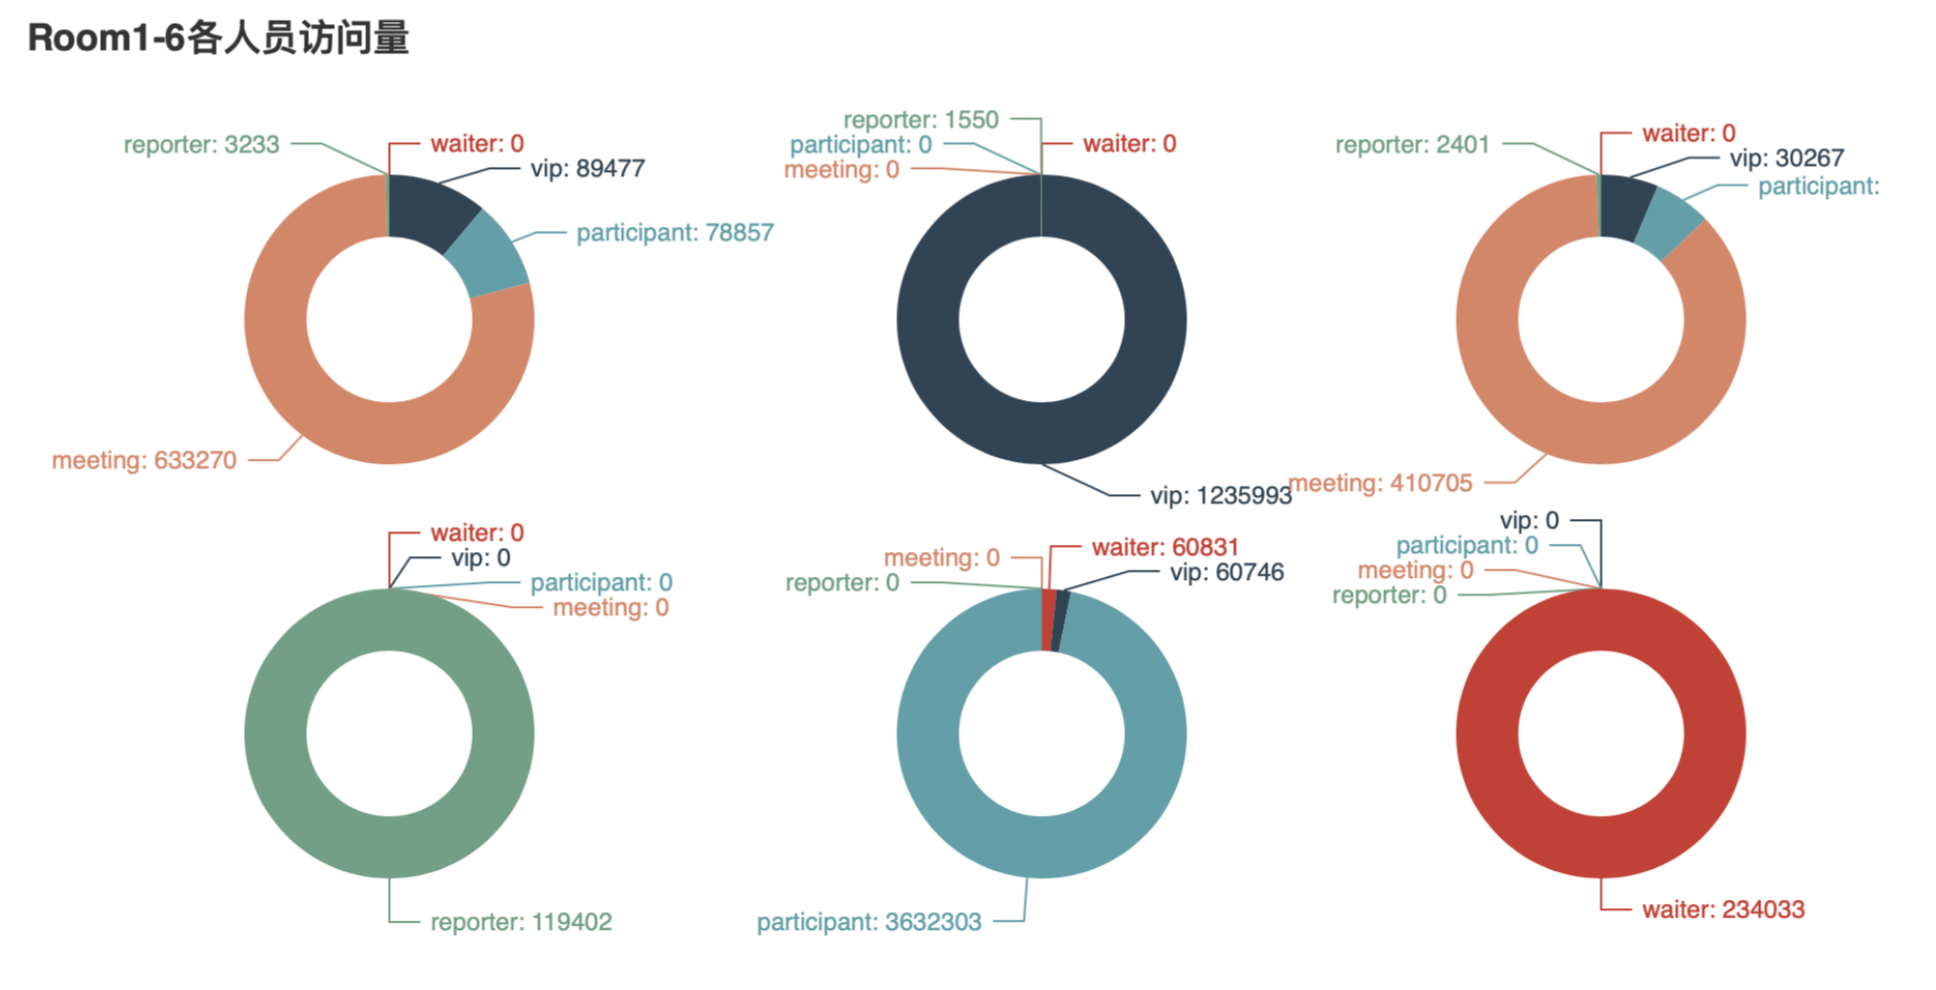 Room1-6各人员访问量
reporter: 3233
waiter: 0
vip: 89477
participant: 78857
meeting: 633270
reporter: 1550
participant: 0
meeting: 0
waiter: 0
vip: 1235993
reporter: 2401
waiter: 0
vip: 30267
participant:
meeting: 410705
waiter: 0
vip: 0
participant: 0
meeting: 0
reporter: 119402
meeting: 0
reporter: 0
waiter: 60831
vip: 60746
participant: 3632303
vip: 0
participant: 0
meeting: 0
reporter: 0
waiter: 234033